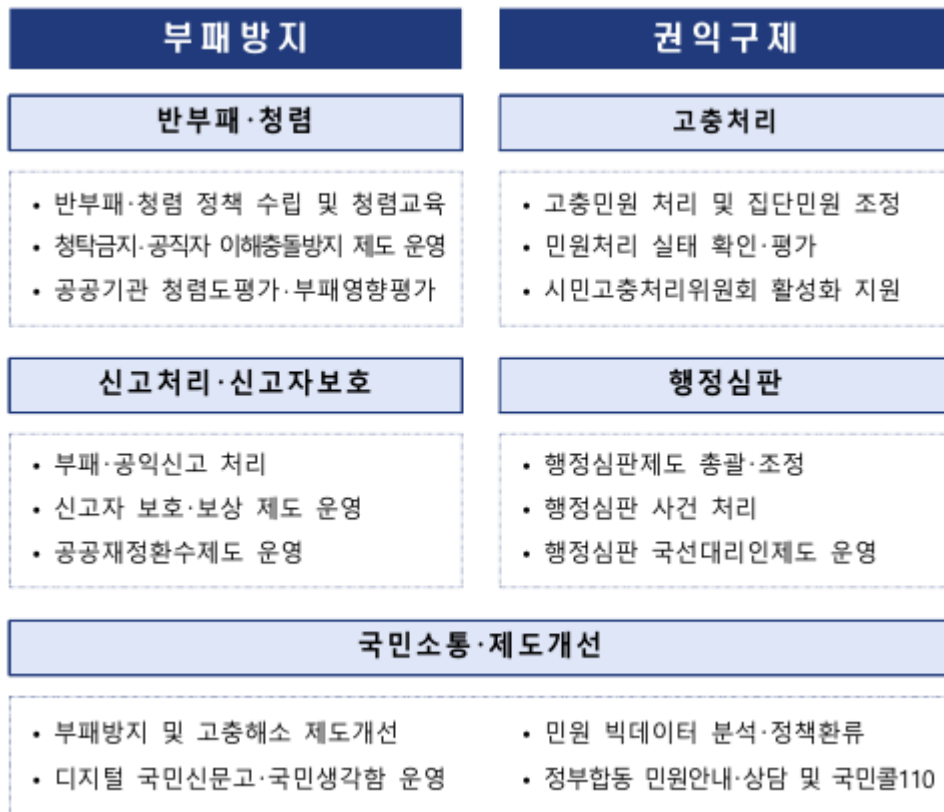 부패방지
반부패·청렴
• 반부패·청렴 정책 수립 및 청렴교육
• 청탁금지·공직자 이해충돌방지 제도 운영
• 공공기관 청렴도평가·부패영향평가
신고처리·신고자보호
• 부패·공익신고 처리
• 신고자 보호·보상 제도 운영
• 공공재정환수제도 운영
권익구제
고충처리
• 고충민원 처리 및 집단민원 조정
• 민원처리 실태 확인·평가
• 시민고충처리위원회 활성화 지원
행정심판
• 행정심판제도 총괄·조정
• 행정심판 사건 처리
• 행정심판 국선대리인제도 운영
국민소통·제도개선
• 부패방지 및 고충해소 제도개선
• 디지털 국민신문고·국민생각함 운영
• 민원 빅데이터 분석·정책환류
• 정부합동 민원안내·상담 및 국민콜110